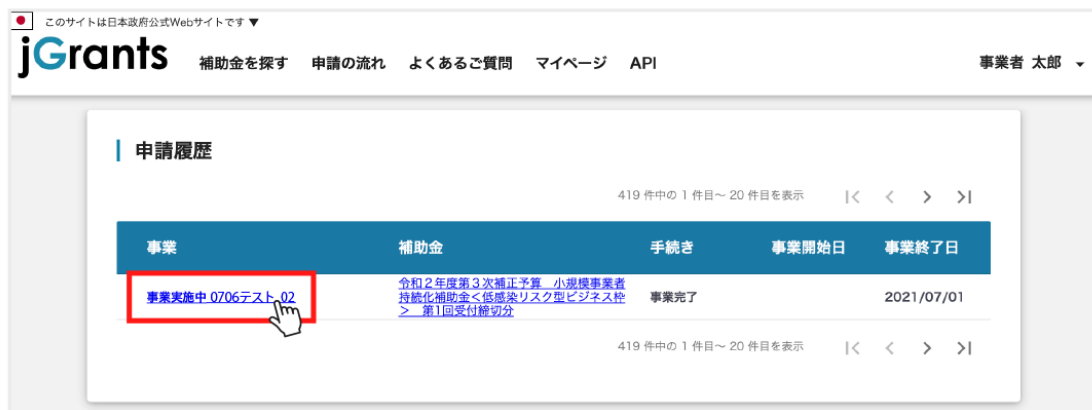 このサイトは日本政府公式Webサイトです ▼
jGrants 補助金を探す 申請の流れ よくあるご質問 マイページ API 事業者 太郎
申請履歴
419 件中の 1 件目〜 20 件目を表示
事業 補助金 手続き 事業開始日 事業終了日
令和２年度第３次補正予算　小規模事業者
事業実施中 0706テスト_02 持続化補助金＜低感染リスク型ビジネス枠 事業完了 2021/07/01
＞　第1回受付締切分
419 件中の 1 件目〜 20 件目を表示